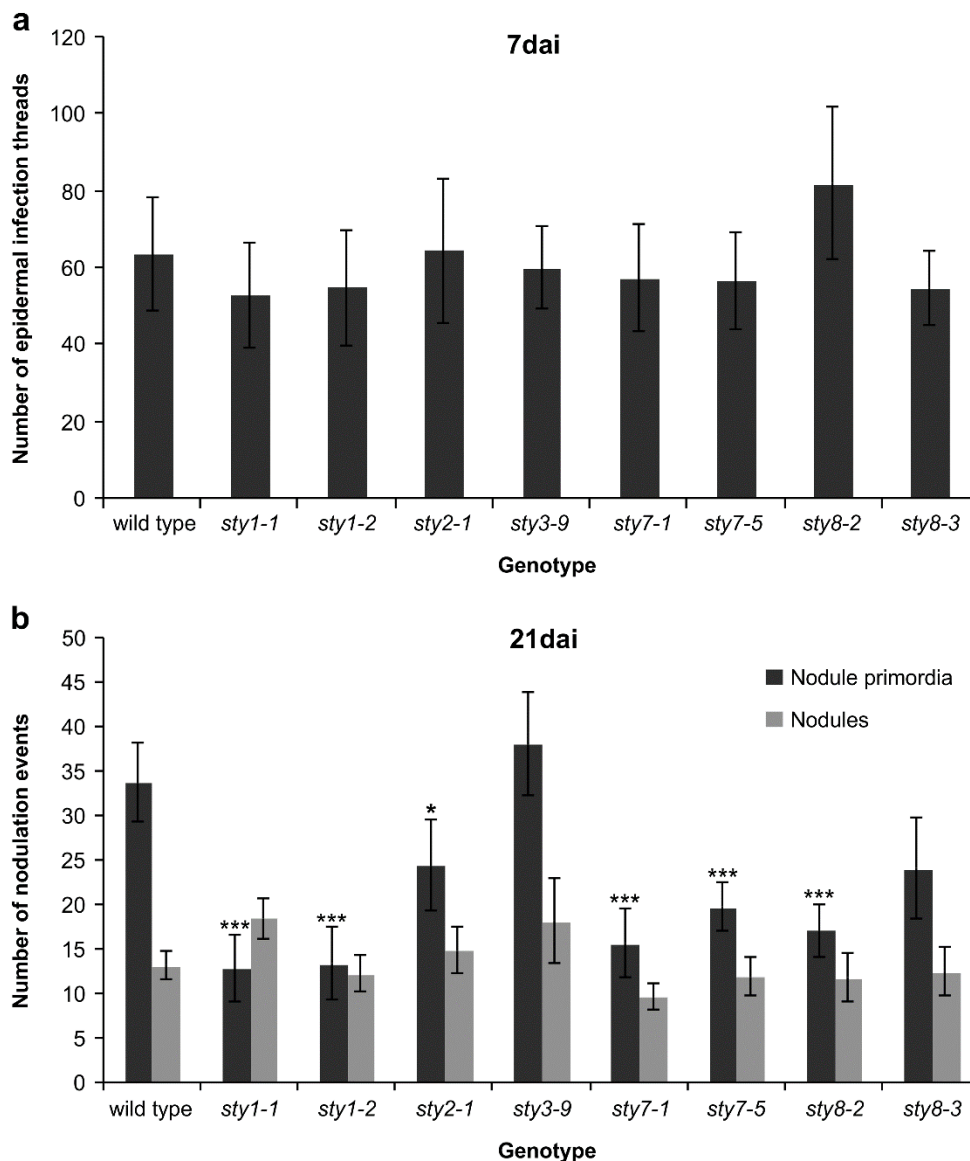 a
7dai
Number of epidermal infection threads
120
100
80
60
40
20
0
wild type sty1-1 sty1-2 sty2-1 sty3-9 sty7-1 sty7-5 sty8-2 sty8-3
Genotype
b
21dai
Number of nodulation events
50
45
40
35
30
25
20
15
10
5
0
Nodule primordia
Nodules
*** *** * *** *** ***
wild type sty1-1 sty1-2 sty2-1 sty3-9 sty7-1 sty7-5 sty8-2 sty8-3
Genotype